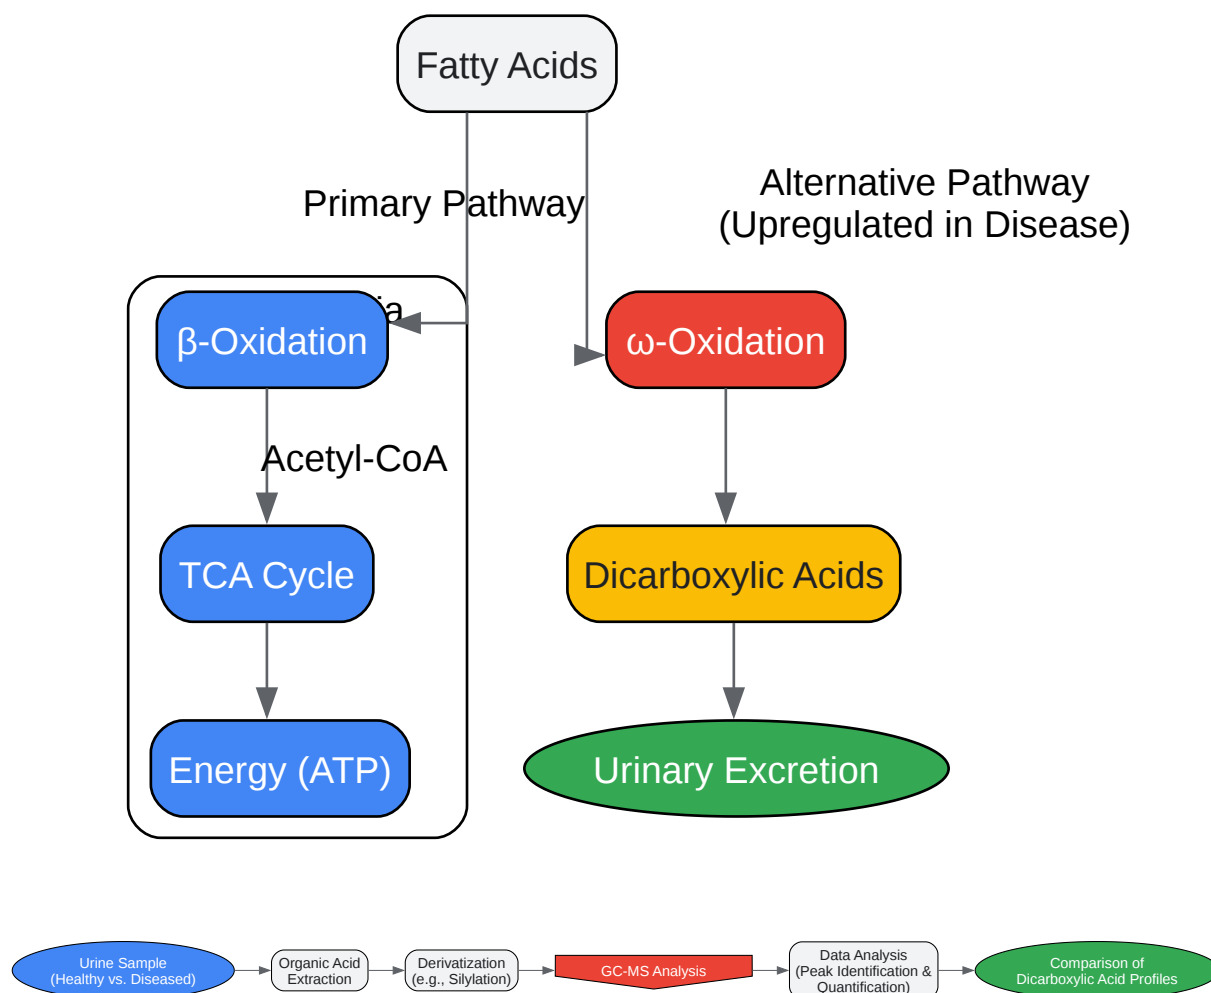 Fatty Acids
Primary Pathway
Alternative Pathway
(Upregulated in Disease)
β-Oxidation
ω-Oxidation
Acetyl-CoA
TCA Cycle
Dicarboxylic Acids
Energy (ATP)
Urinary Excretion
Urine Sample
(Healthy vs. Diseased)
Organic Acid
Extraction
Derivatization
(e.g., Silylation)
GC-MS Analysis
Data Analysis
(Peak Identification &
Quantification)
Comparison of
Dicarboxylic Acid Profiles